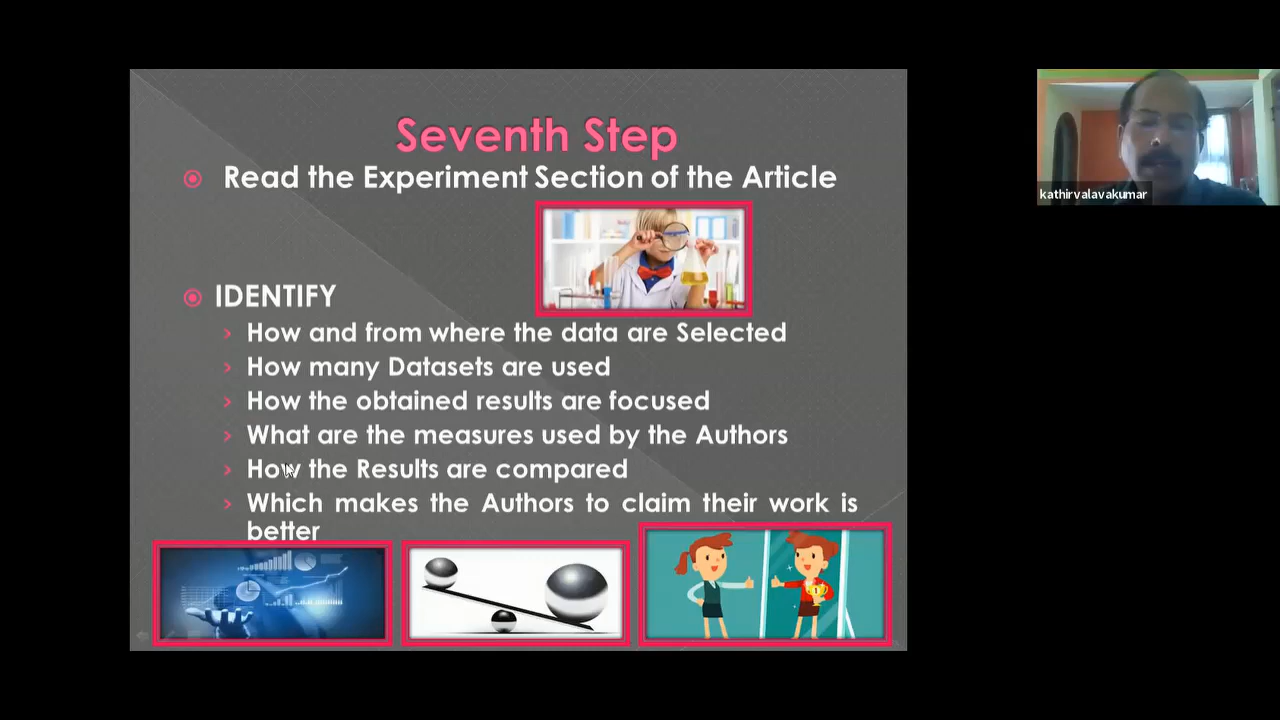 Seventh Step
Read the Experiment Section of the Article
IDENTIFY
How and from where the data are Selected
How many Datasets are used
How the obtained results are focused
What are the measures used by the Authors
How the Results are compared
Which makes the Authors to claim their work is
better
kathirvalavakumar